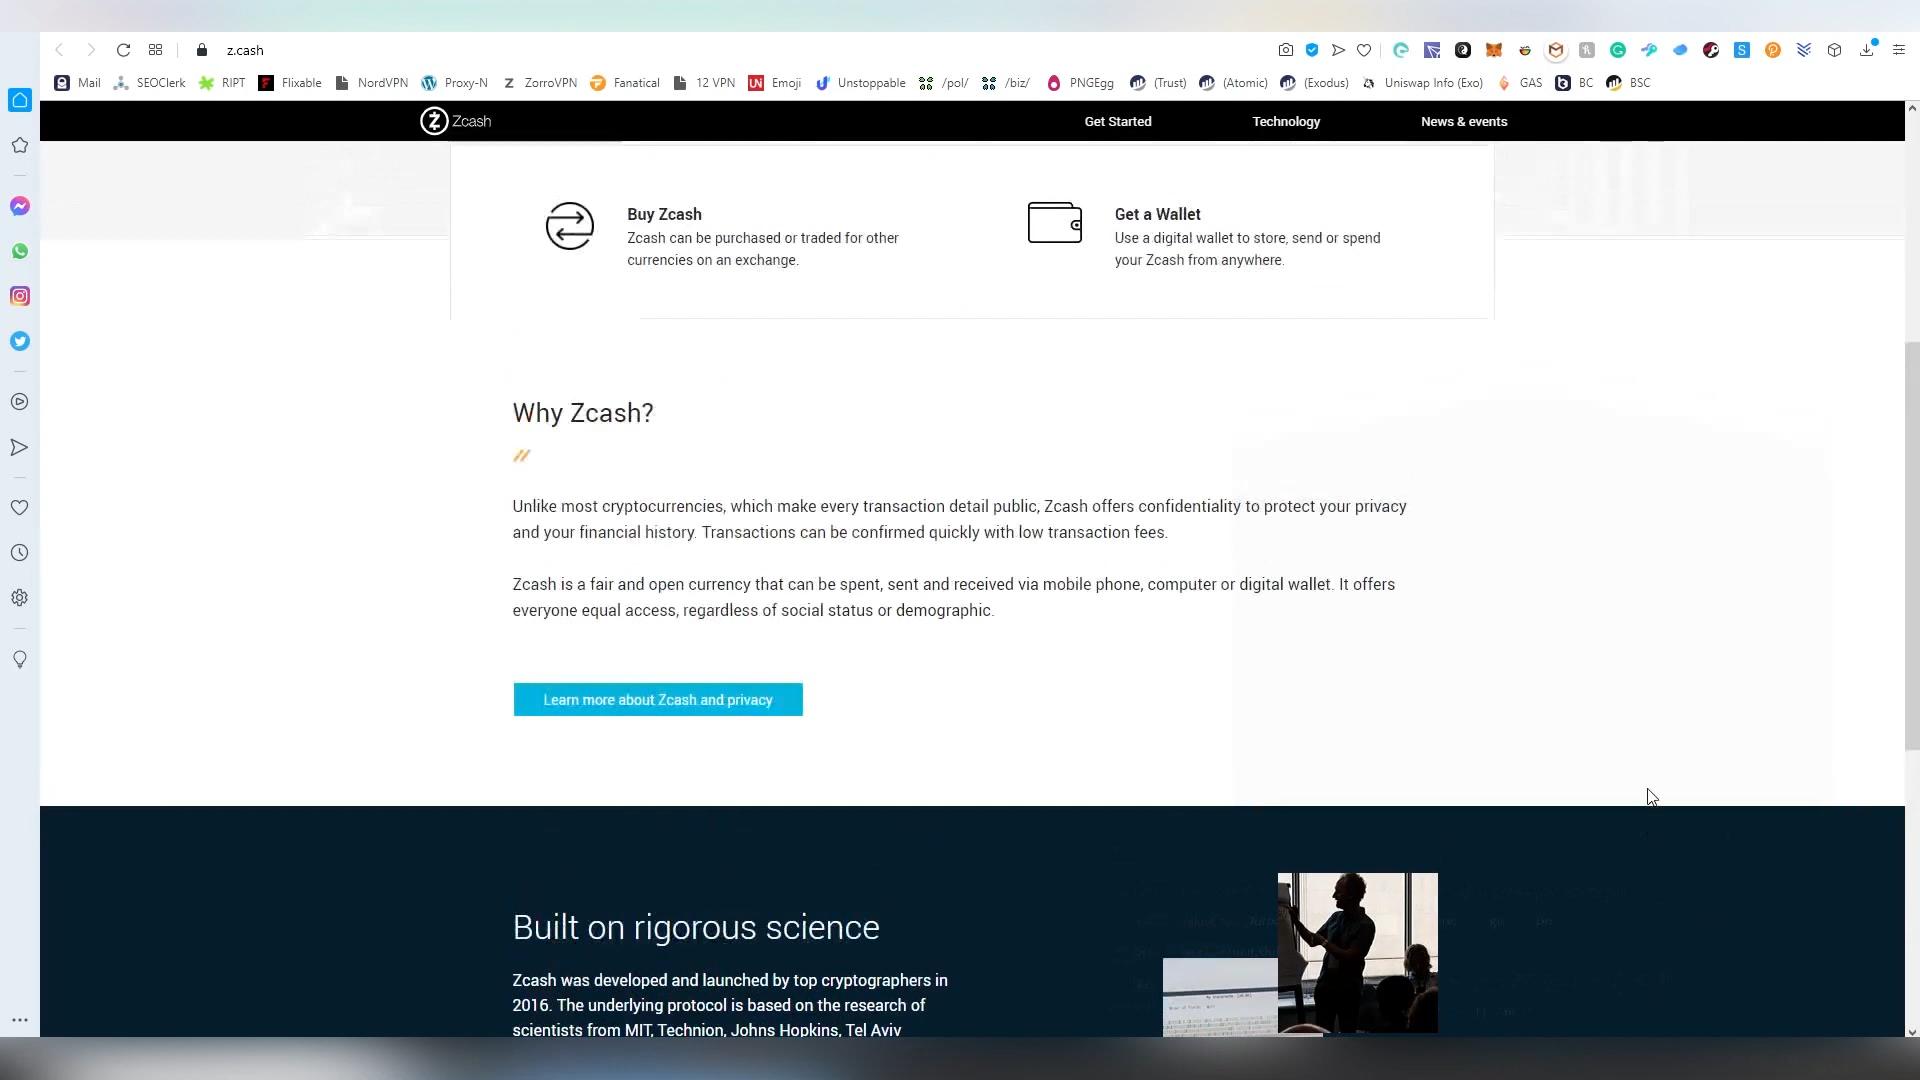 z.cash
Mail SEOClerk RIPT Flixable NordVPN Proxy-N ZorroVPN Fanatical 12 VPN Emoji Unstoppable /pol/ /biz/ PNGEgg (Trust) (Atomic) (Exodus) Uniswap Info (Exo) GAS BC BSC
Zcash Get Started Technology News & events
Buy Zcash
Zcash can be purchased or traded for other
currencies on an exchange.
Get a Wallet
Use a digital wallet to store, send or spend
your Zcash from anywhere.
Why Zcash?
Unlike most cryptocurrencies, which make every transaction detail public, Zcash offers confidentiality to protect your privacy
and your financial history. Transactions can be confirmed quickly with low transaction fees.
Zcash is a fair and open currency that can be spent, sent and received via mobile phone, computer or digital wallet. It offers
everyone equal access, regardless of social status or demographic.
Learn more about Zcash and privacy
Built on rigorous science
Zcash was developed and launched by top cryptographers in
2016. The underlying protocol is based on the research of
scientists from MIT, Technion, Johns Hopkins, Tel Aviv